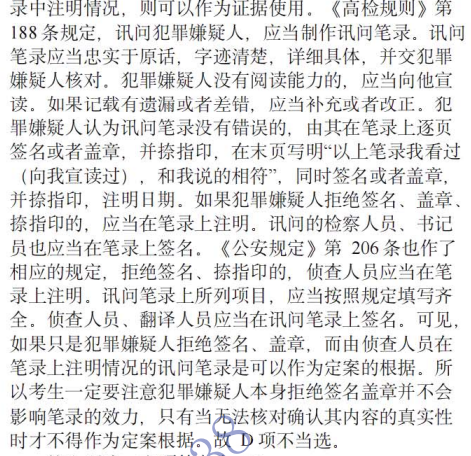 录中注明情况，则可以作为证据使用。《高检规则》第
188条规定，讯问犯罪嫌疑人，应当制作讯问笔录。讯问
笔录应当忠实于原话，字迹清楚，详细具体，并交犯罪
嫌疑人核对。犯罪嫌疑人没有阅读能力的，应当向他宣
读。如果记载有遗漏或者差错，应当补充或者改正。犯
罪嫌疑人认为讯问笔录没有错误的，由其在笔录上逐页
签名或者盖章，并捺指印，在末页写明“以上笔录我看过
（向我宣读过），和我说的相符”，同时签名或者盖章，
并捺指印，注明日期。如果犯罪嫌疑人拒绝签名、盖章、
捺指印的，应当在笔录上注明。讯问的检察人员、书记
员也应当在笔录上签名。《公安规定》第 206条也作了
相应的规定，拒绝签名、捺指印的，侦查人员应当在笔
录上注明。讯问笔录上所列项目，应当按照规定填写齐
全。侦查人员、翻译人员应当在讯问笔录上签名。可见，
如果只是犯罪嫌疑人拒绝签名、盖章，而由侦查人员在
笔录上注明情况的讯问笔录是可以作为定案的根据。所
以考生一定要注意犯罪嫌疑人本身拒绝签名盖章并不会
影响笔录的效力，只有当无法核对确认其内容的真实性
时才不得作为定案根据。故 D 项不当选。